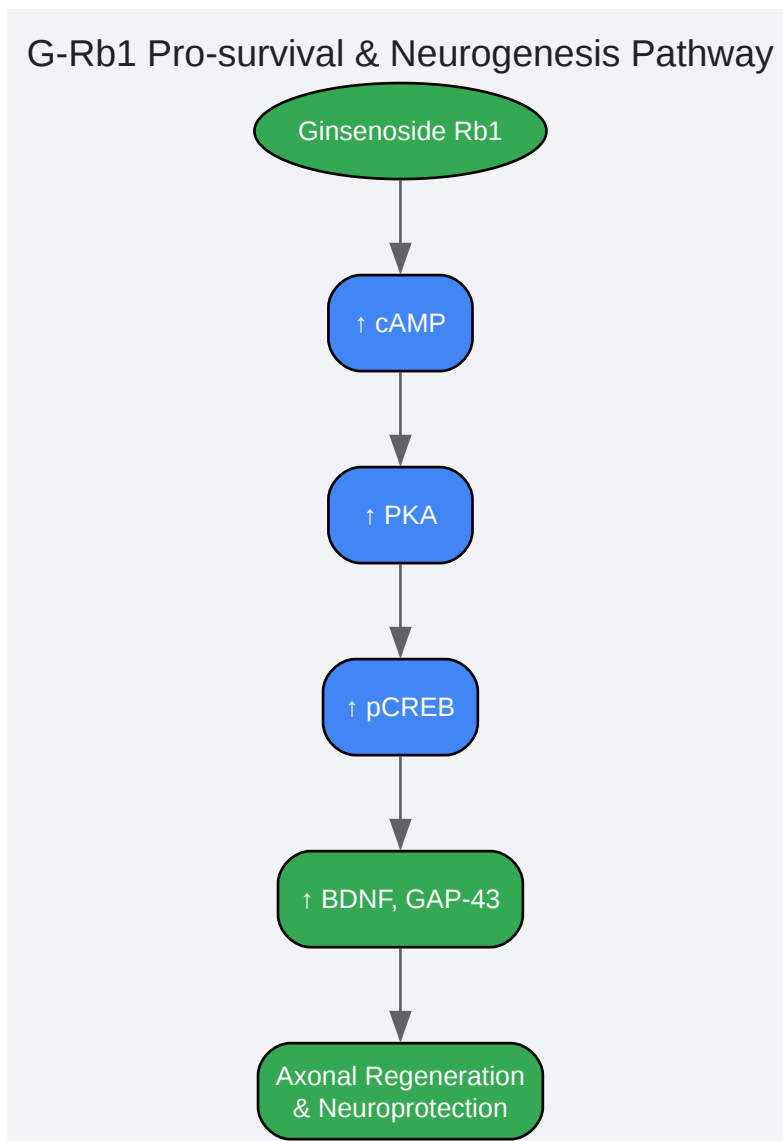 G-Rb1 Pro-survival & Neurogenesis Pathway
Ginsenoside Rb1
↑ cAMP
↑ PKA
↑ pCREB
↑ BDNF, GAP-43
Axonal Regeneration
& Neuroprotection